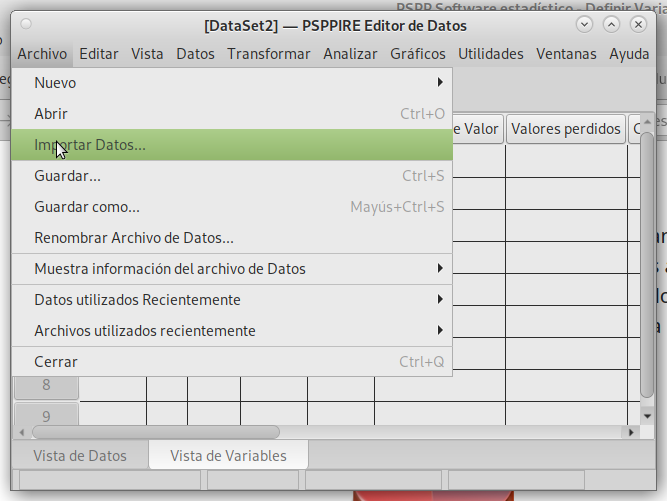 PSPP Software estadístico - Definir Varia
[DataSet2] — PSPPIRE Editor de Datos
Archivo Editar Vista Datos Transformar Analizar Gráficos Utilidades Ventanas Ayuda
Nuevo
Abrir Ctrl+O
Importar Datos...
Guardar... Ctrl+S
Guardar como... Mayús+Ctrl+S
Renombrar Archivo de Datos...
Muestra información del archivo de Datos
Datos utilizados Recientemente
Archivos utilizados recientemente
Cerrar Ctrl+Q
e Valor Valores perdidos C
8
9
Vista de Datos Vista de Variables